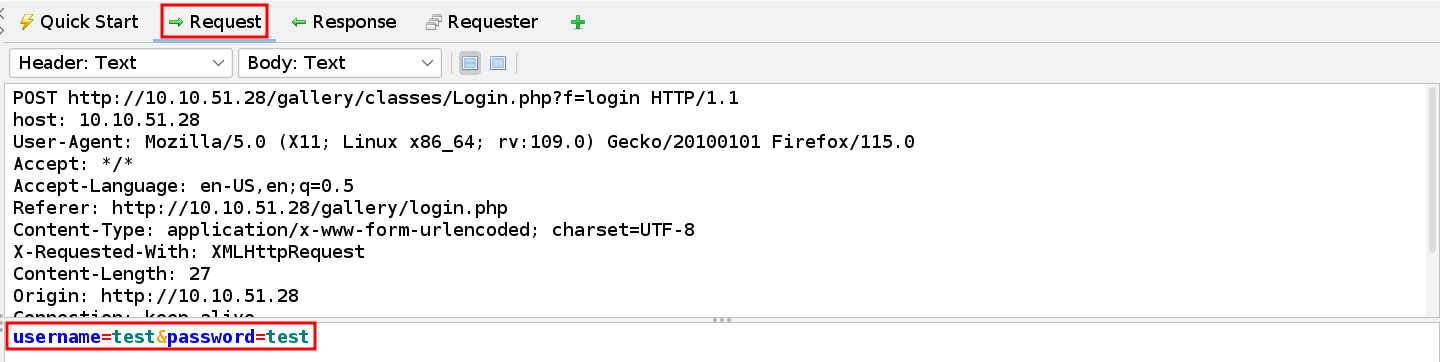 Quick Start Request Response Requester
Header: Text Body: Text
POST http://10.10.51.28/gallery/classes/Login.php?f=login HTTP/1.1
host: 10.10.51.28
User-Agent: Mozilla/5.0 (X11; Linux x86_64; rv:109.0) Gecko/20100101 Firefox/115.0
Accept: */*
Accept-Language: en-US,en;q=0.5
Referer: http://10.10.51.28/gallery/login.php
Content-Type: application/x-www-form-urlencoded; charset=UTF-8
X-Requested-With: XMLHttpRequest
Content-Length: 27
Origin: http://10.10.51.28
Connection: keep-alive
username=test&password=test